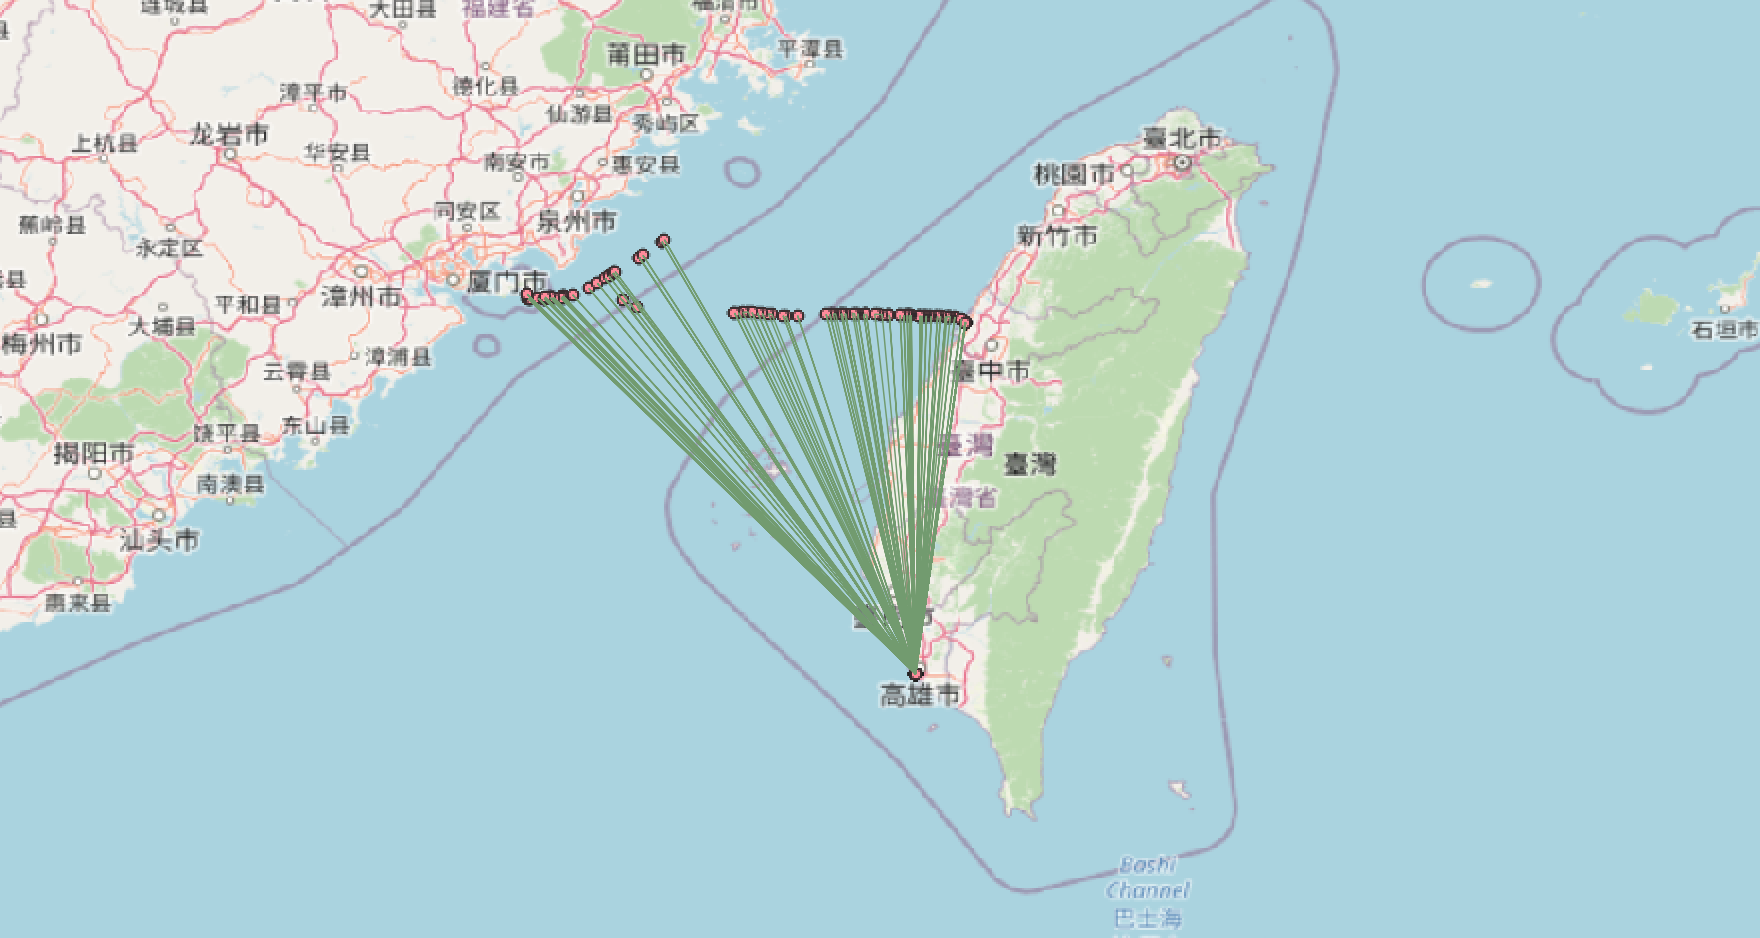 连城县
大田县
福建省
福清市
莆田市
平潭县
德化县
漳平市
仙游县
秀屿区
龙岩市
上杭县
华安县
南安市
惠安县
臺北市
桃園市
同安区
泉州市
蕉岭县
永定区
新竹市
厦门市
漳州市
平和县
大埔县
石垣市
梅州市
漳浦县
云霄县
臺中市
东山县
饶平县
臺灣
揭阳市
臺灣
南澳县
灣省
汕头市
惠来县
高雄市
Bashi
Channel
巴士海